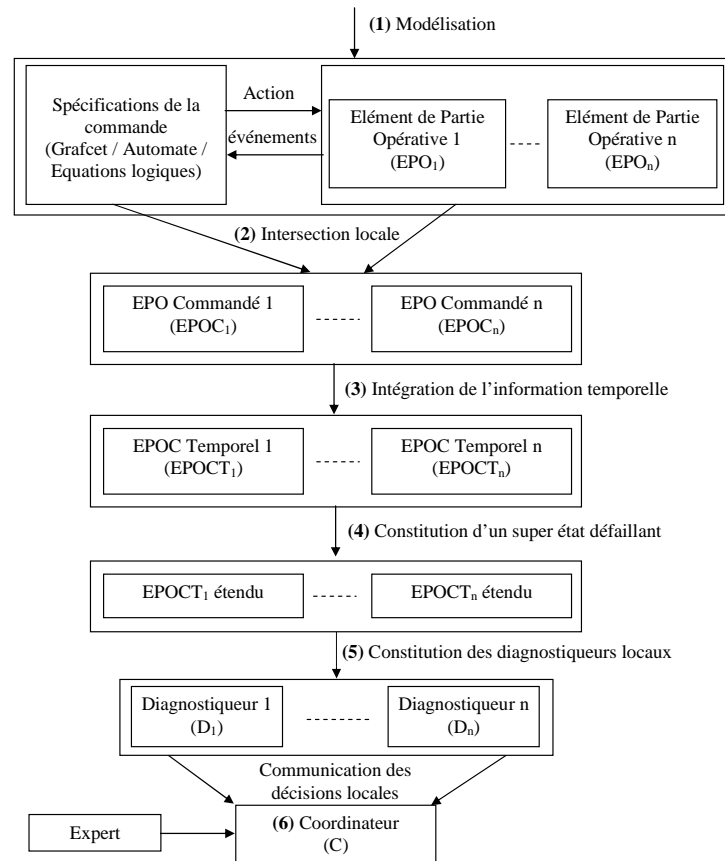 (1) Modélisation
Spécifications de la
commande
(Grafcet / Automate /
Equations logiques)
Action
événements
Elément de Partie
Opérative 1
(EPO1)
Elément de Partie
Opérative n
(EPOn)
(2) Intersection locale
EPO Commandé 1
(EPOC1)
EPO Commandé n
(EPOCn)
(3) Intégration de l’information temporelle
EPOC Temporel 1
(EPOCT1)
EPOC Temporel n
(EPOCTn)
(4) Constitution d’un super état défaillant
EPOCT1 étendu
EPOCTn étendu
(5) Constitution des diagnostiqueurs locaux
Diagnostiqueur 1
(D1)
Diagnostiqueur n
(Dn)
Communication des
décisions locales
Expert
(6) Coordinateur
(C)